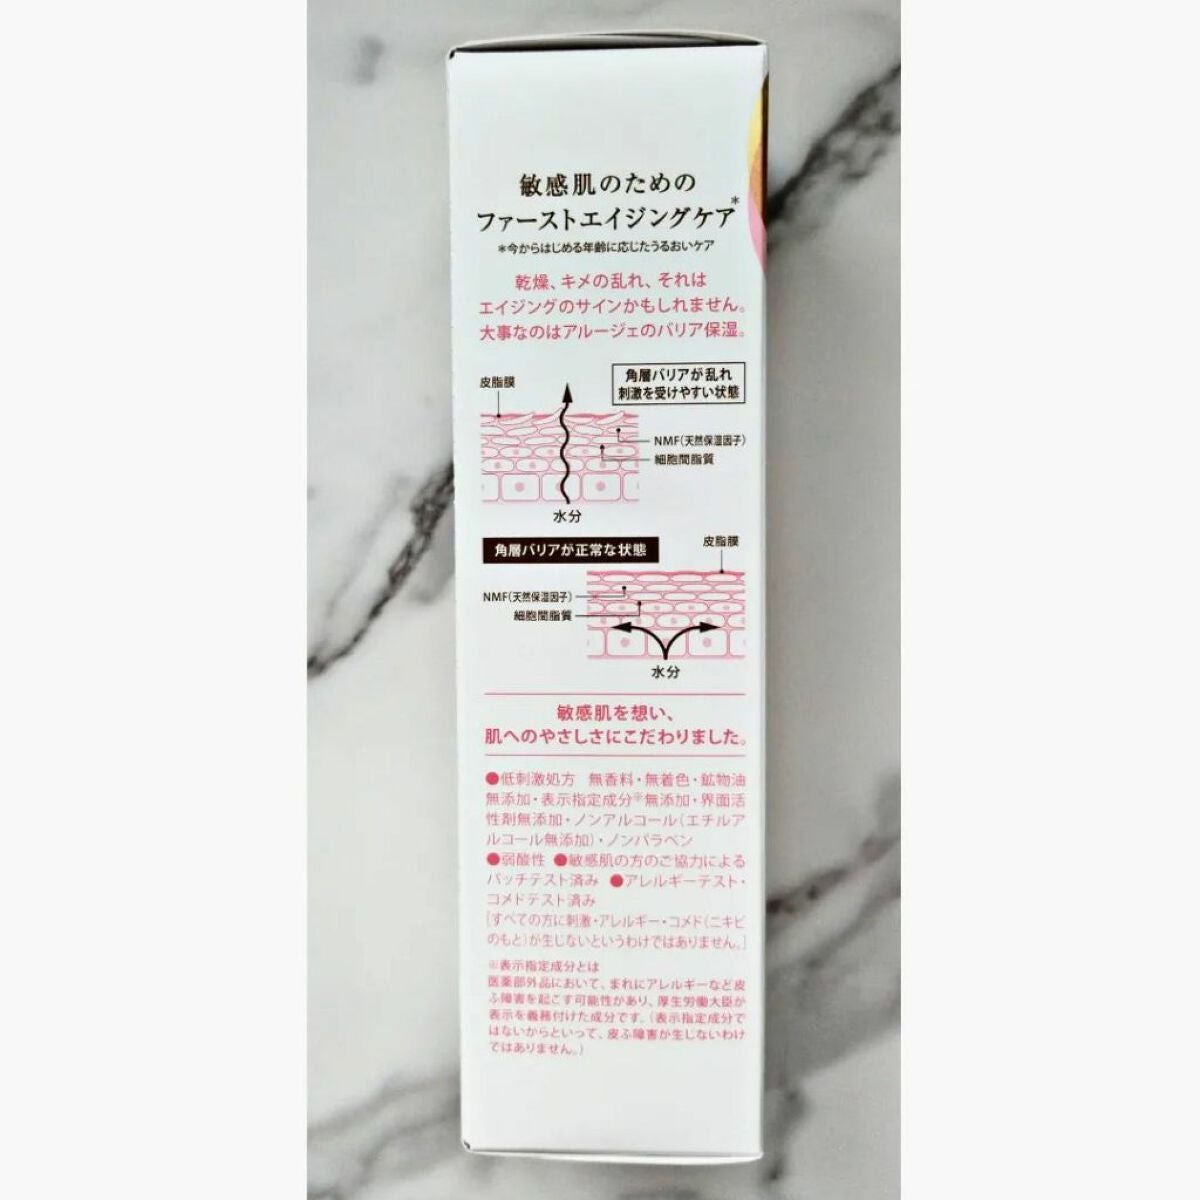 敏感肌のための
ファーストエイジングケア*
*今からはじめる年齢に応じたうるおいケア
乾燥、キメの乱れ、それは
エイジングのサインかもしれません。
大事なのはアルージェのバリア保湿。
角層バリアが乱れ
刺激を受けやすい状態
皮脂膜
NMF(天然保湿因子)
細胞間脂質
水分
角層バリアが正常な状態
皮脂膜
NMF(天然保湿因子)
細胞間脂質
水分
敏感肌を想い、
肌へのやさしさにこだわりました。
●低刺激処方 無香料・無着色・鉱物油
無添加・表示指定成分※無添加・界面活
性剤無添加・ノンアルコール(エチルア
ルコール無添加)・ノンパラベン
●弱酸性 ●敏感肌の方のご協力による
パッチテスト済み ●アレルギーテスト・
コメドテスト済み
[すべての方に刺激・アレルギー・コメド(ニキビ
のもと)が生じないというわけではありません。]
※表示指定成分とは
医薬部外品において、まれにアレルギーなど皮
ふ障害を起こす可能性があり、厚生労働大臣が
表示を義務付けた成分です。(表示指定成分で
はないからといって、皮ふ障害が生じないわけ
ではありません。)